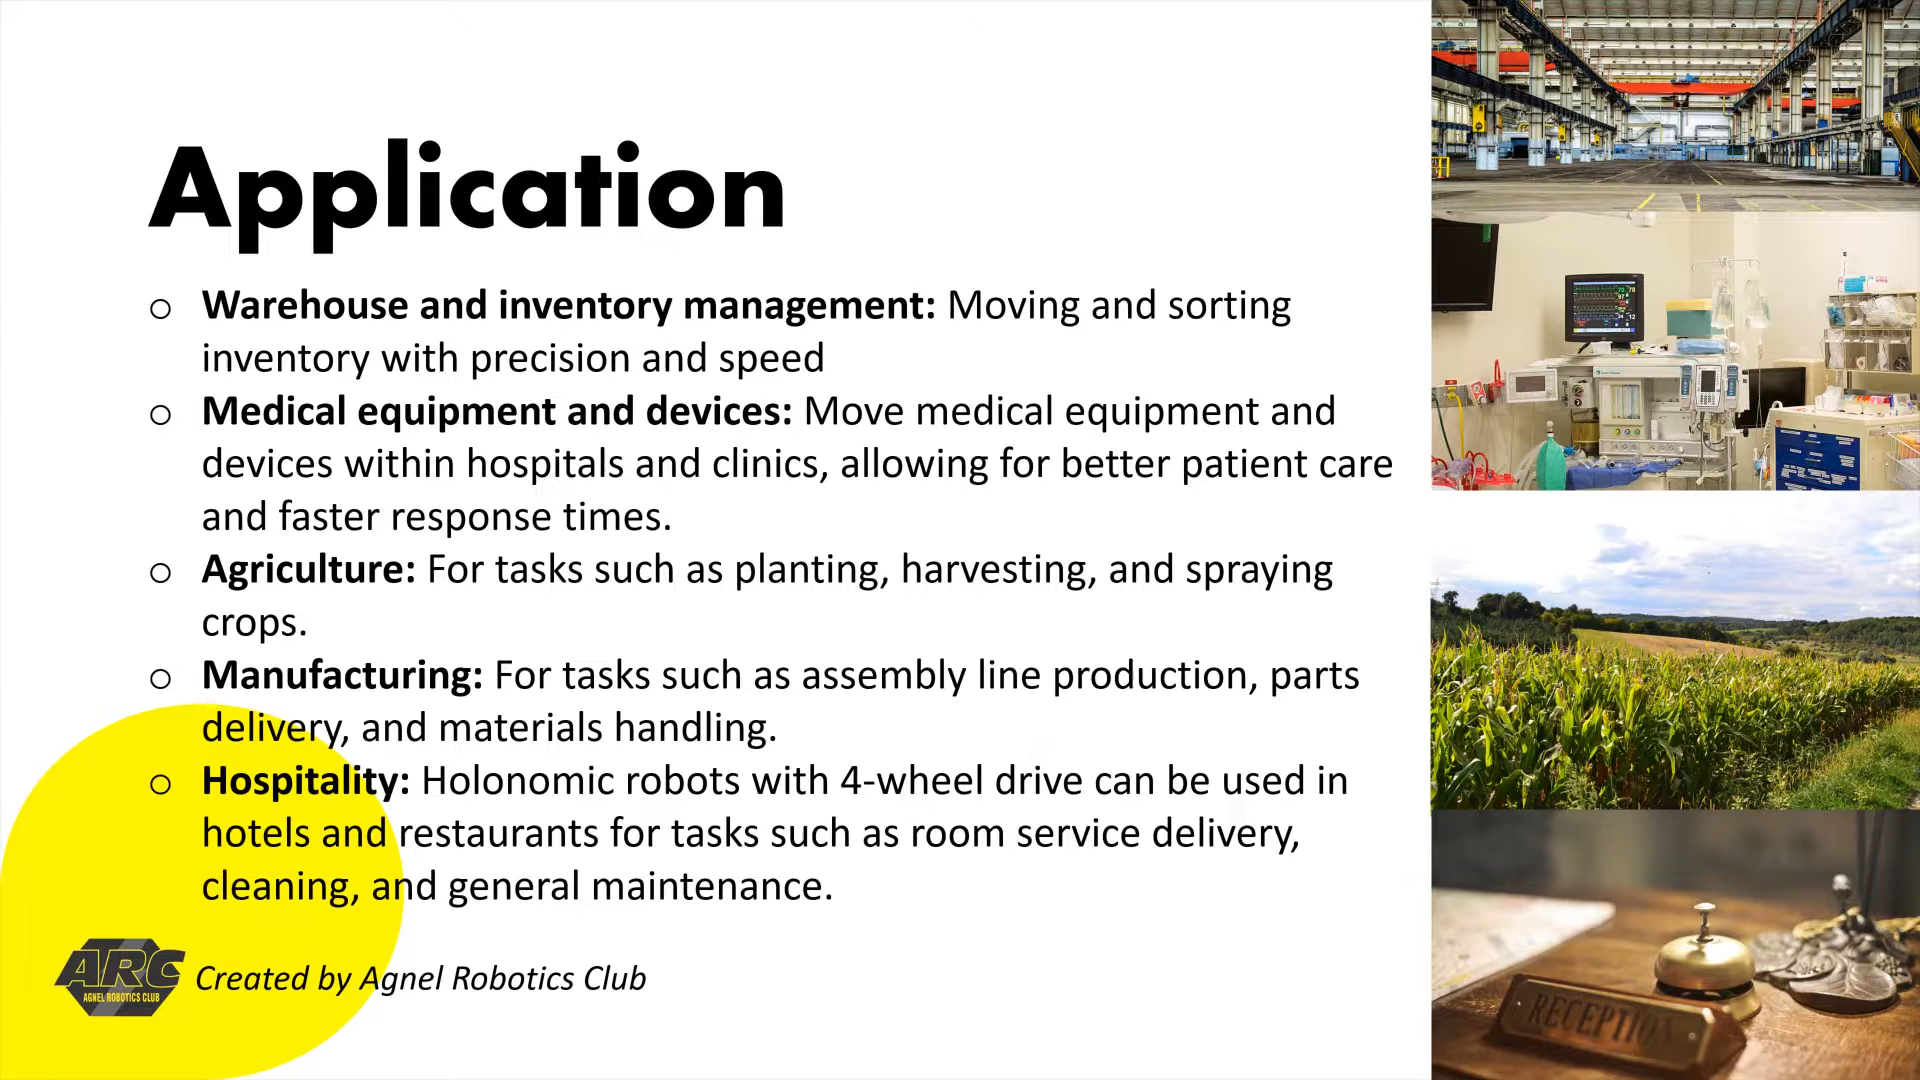 Application
○ Warehouse and inventory management: Moving and sorting
inventory with precision and speed
○ Medical equipment and devices: Move medical equipment and
devices within hospitals and clinics, allowing for better patient care
and faster response times.
○ Agriculture: For tasks such as planting, harvesting, and spraying
crops.
○ Manufacturing: For tasks such as assembly line production, parts
delivery, and materials handling.
○ Hospitality: Holonomic robots with 4-wheel drive can be used in
hotels and restaurants for tasks such as room service delivery,
cleaning, and general maintenance.
ARC
AGNEL ROBOTICS CLUB
Created by Agnel Robotics Club
RECEPTION